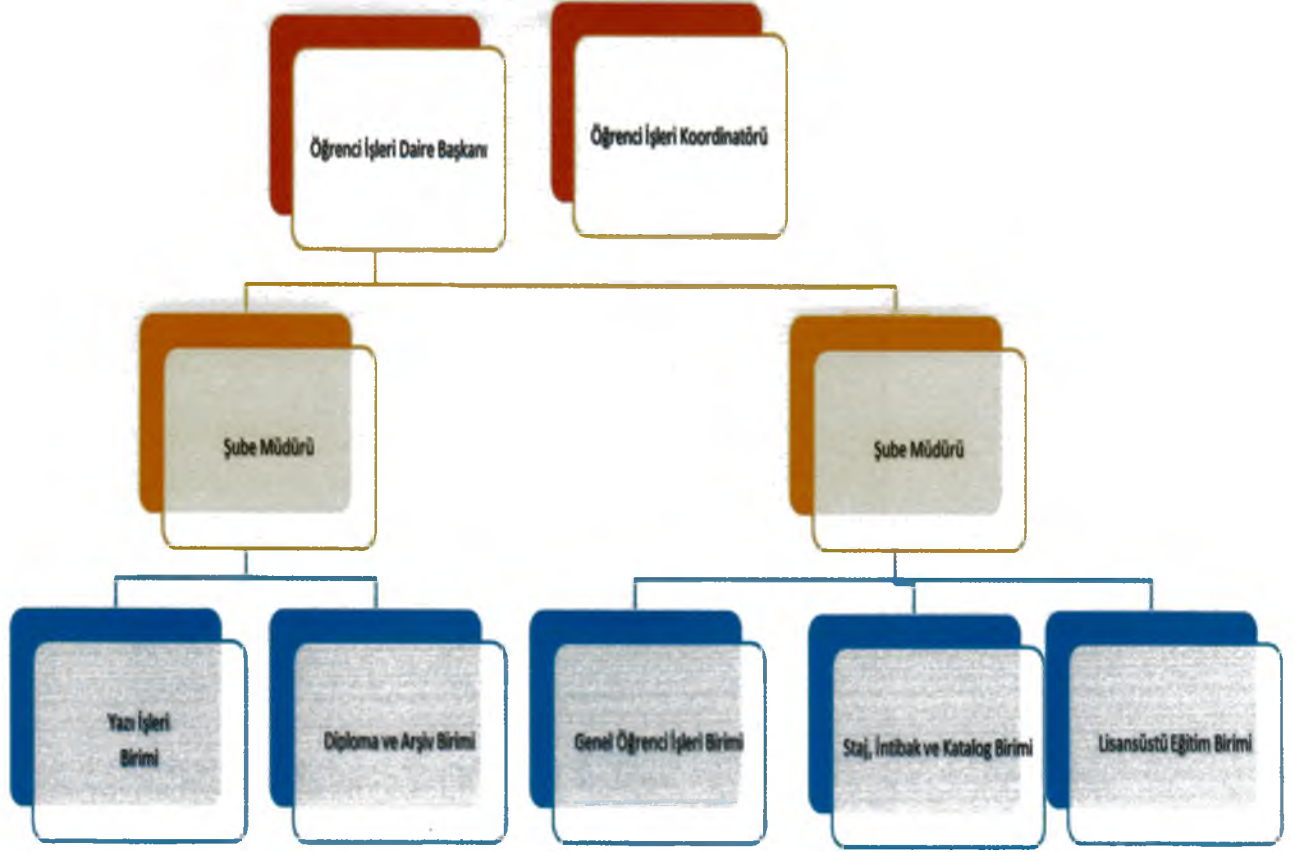 Öğrenci İşleri Daire Başkanı
Öğrenci İşleri Koordinatörü
Şube Müdürü
Şube Müdürü
Yazı İşleri
Birimi
Diploma ve Arşiv Birimi
Genel Öğrenci İşleri Birimi
Staj, İntibak ve Katalog Birimi
Lisansüstü Eğitim Birimi